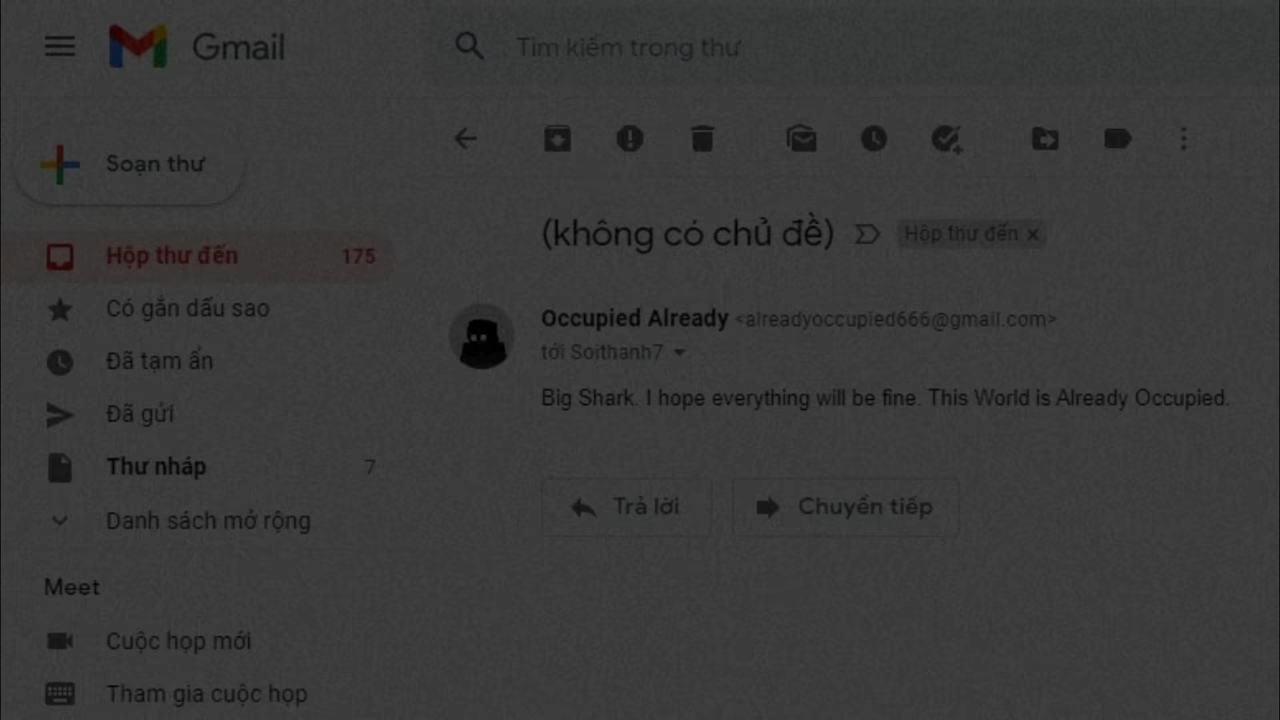 Gmail
Tìm kiếm trong thư
Soạn thư
(không có chủ đề) Hộp thư đến ×
Hộp thư đến 175
Có gắn dấu sao
Occupied Already <alreadyoccupied666@gmail.com>
tới Soithanh7
Đã tạm ẩn
Big Shark. I hope everything will be fine. This World is Already Occupied.
Đã gửi
Thư nháp 7
Trả lời Chuyển tiếp
Danh sách mở rộng
Meet
Cuộc họp mới
Tham gia cuộc họp